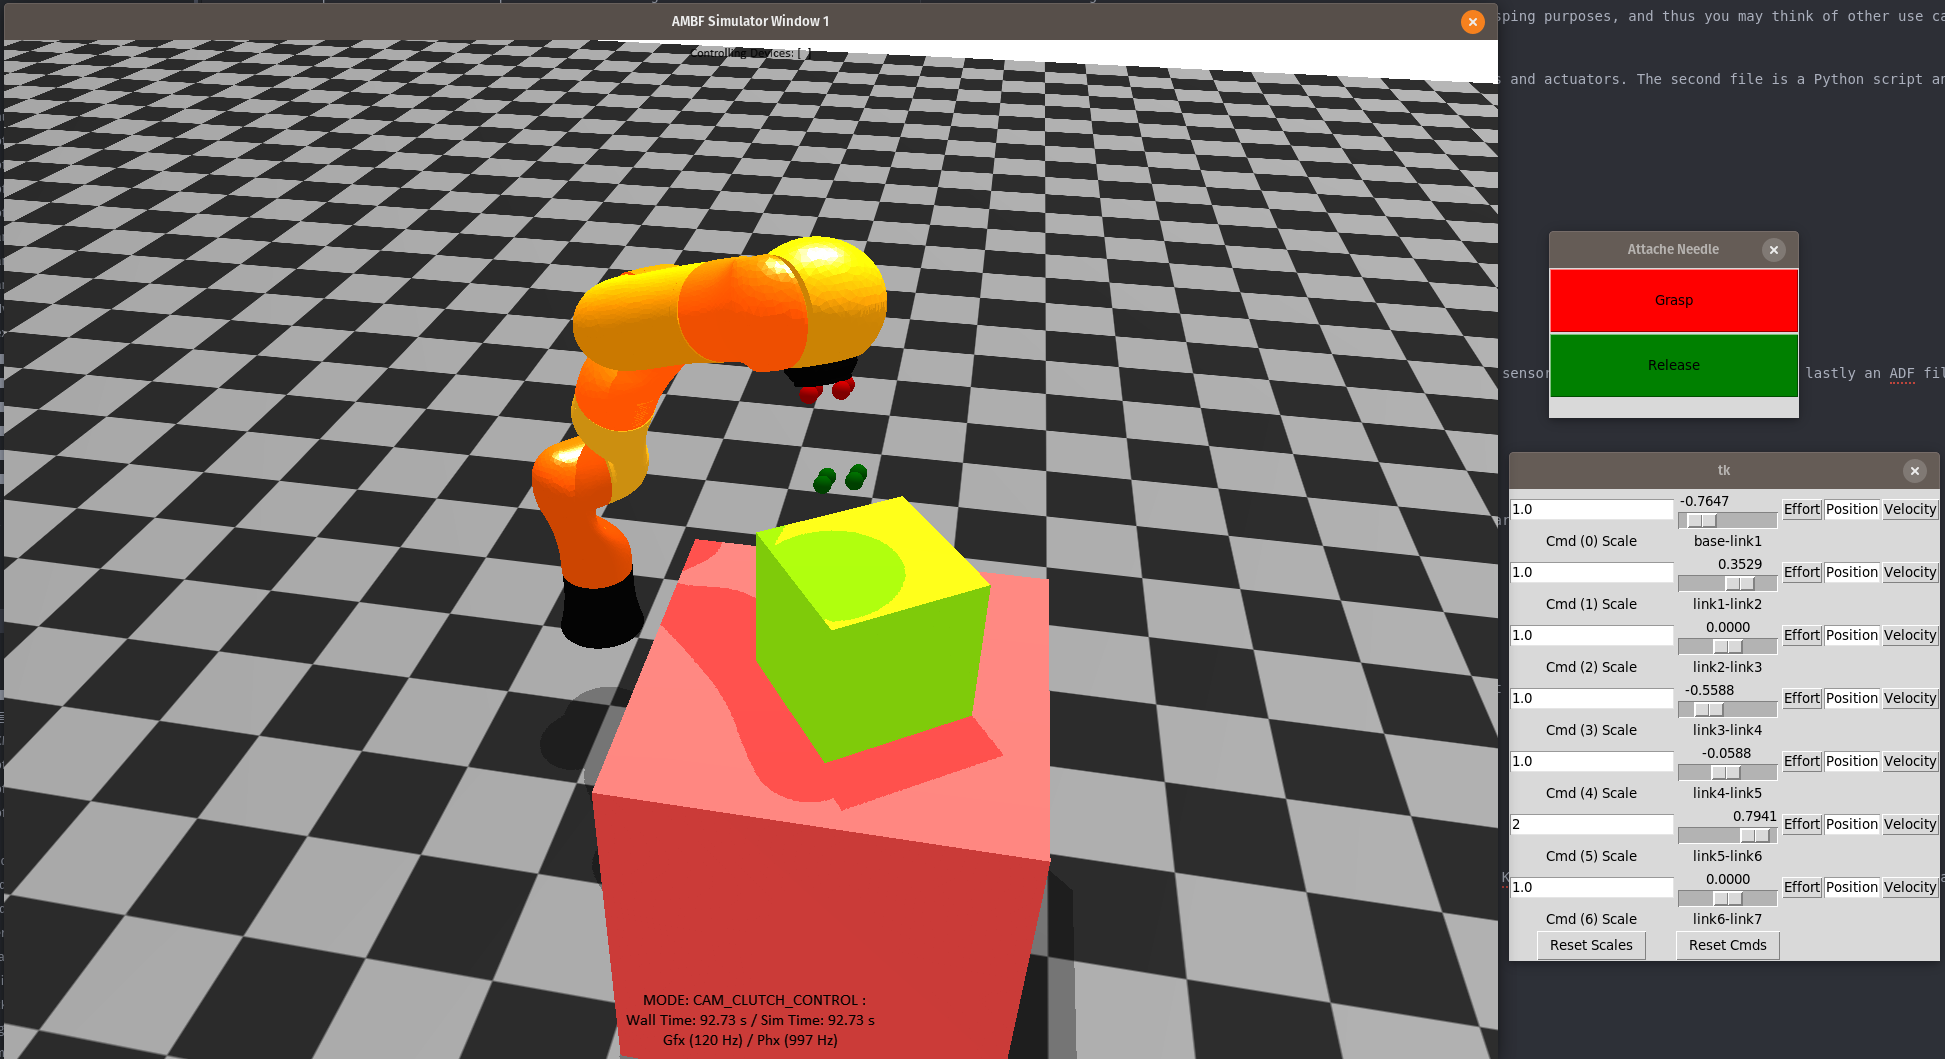 AMBF Simulator Window 1
Controlling Devices: [ ]
MODE: CAM_CLUTCH_CONTROL :
Wall Time: 92.73 s / Sim Time: 92.73 s
Gfx (120 Hz) / Phx (997 Hz)
ping purposes, and thus you may think of other use ca
and actuators. The second file is a Python script an
sensor
lastly an ADF fil
Attache Needle
Grasp
Release
tk
1.0 -0.7647 Effort Position Velocity
Cmd (0) Scale base-link1
1.0 0.3529 Effort Position Velocity
Cmd (1) Scale link1-link2
1.0 0.0000 Effort Position Velocity
Cmd (2) Scale link2-link3
1.0 -0.5588 Effort Position Velocity
Cmd (3) Scale link3-link4
1.0 -0.0588 Effort Position Velocity
Cmd (4) Scale link4-link5
2 0.7941 Effort Position Velocity
Cmd (5) Scale link5-link6
1.0 0.0000 Effort Position Velocity
Cmd (6) Scale link6-link7
Reset Scales Reset Cmds